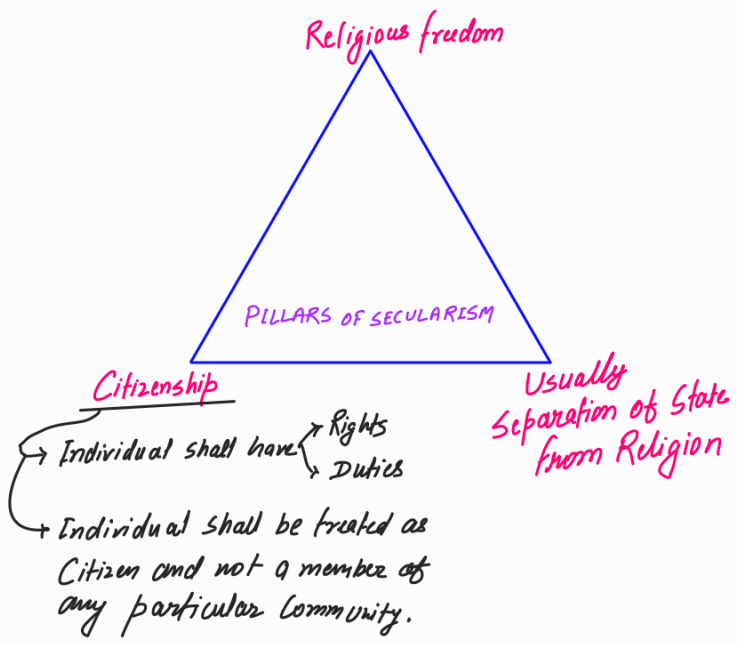 Religious freedom
PILLARS OF SECULARISM
Citizenship
Usually
Separation of State
from Religion
Individual shall have
Rights
Duties
Individual shall be treated as
Citizen and not a member of
any particular Community.